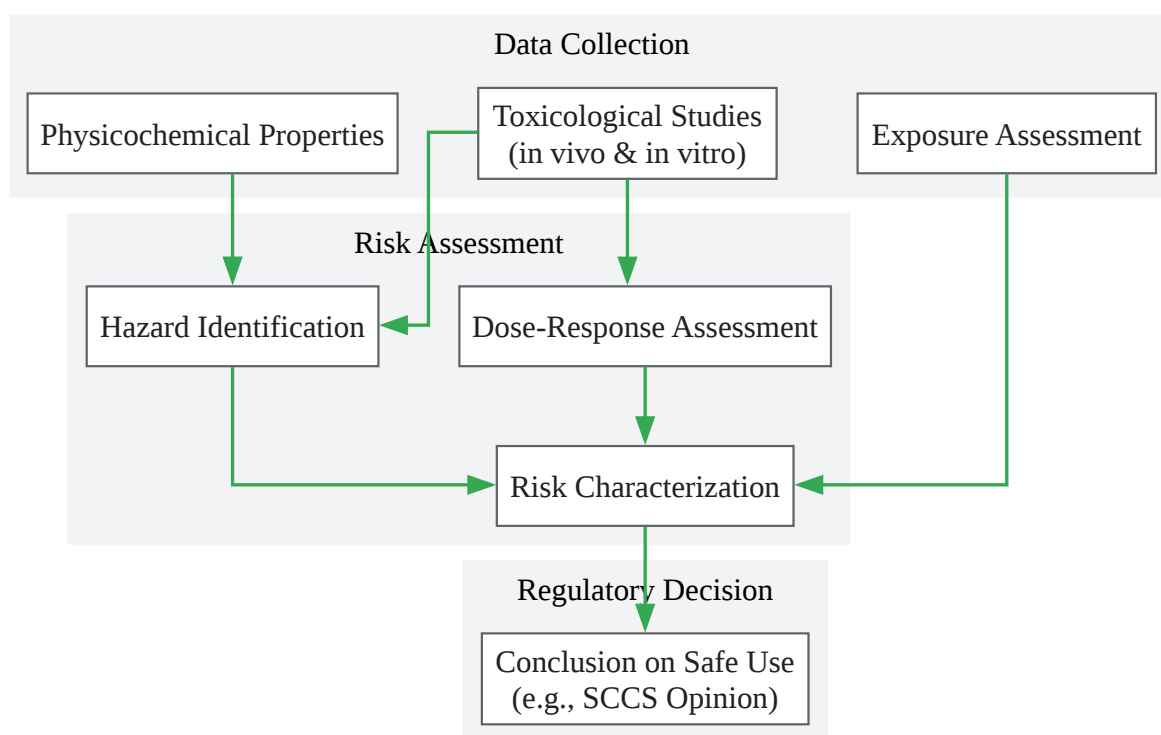 Data Collection
Physicochemical Properties
Toxicological Studies
(in vivo & in vitro)
Exposure Assessment
Risk Assessment
Hazard Identification
Dose-Response Assessment
Risk Characterization
Regulatory Decision
Conclusion on Safe Use
(e.g., SCCS Opinion)